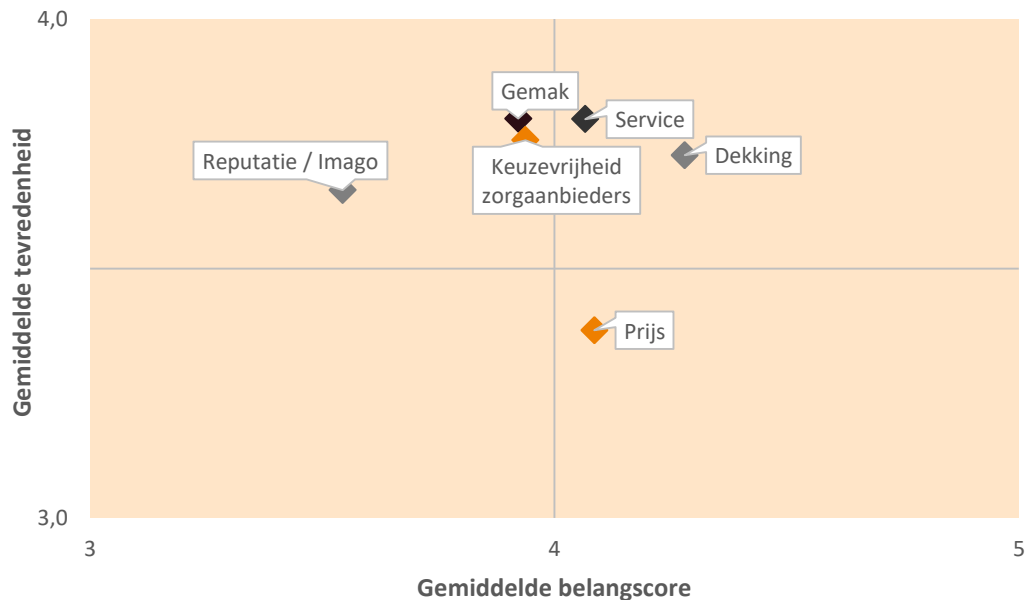 4,0
Gemak
Service
Reputatie / Imago
Dekking
Keuzevrijheid
zorgaanbieders
Prijs
Gemiddelde tevredenheid
3,0
3
4
5
Gemiddelde belangscore